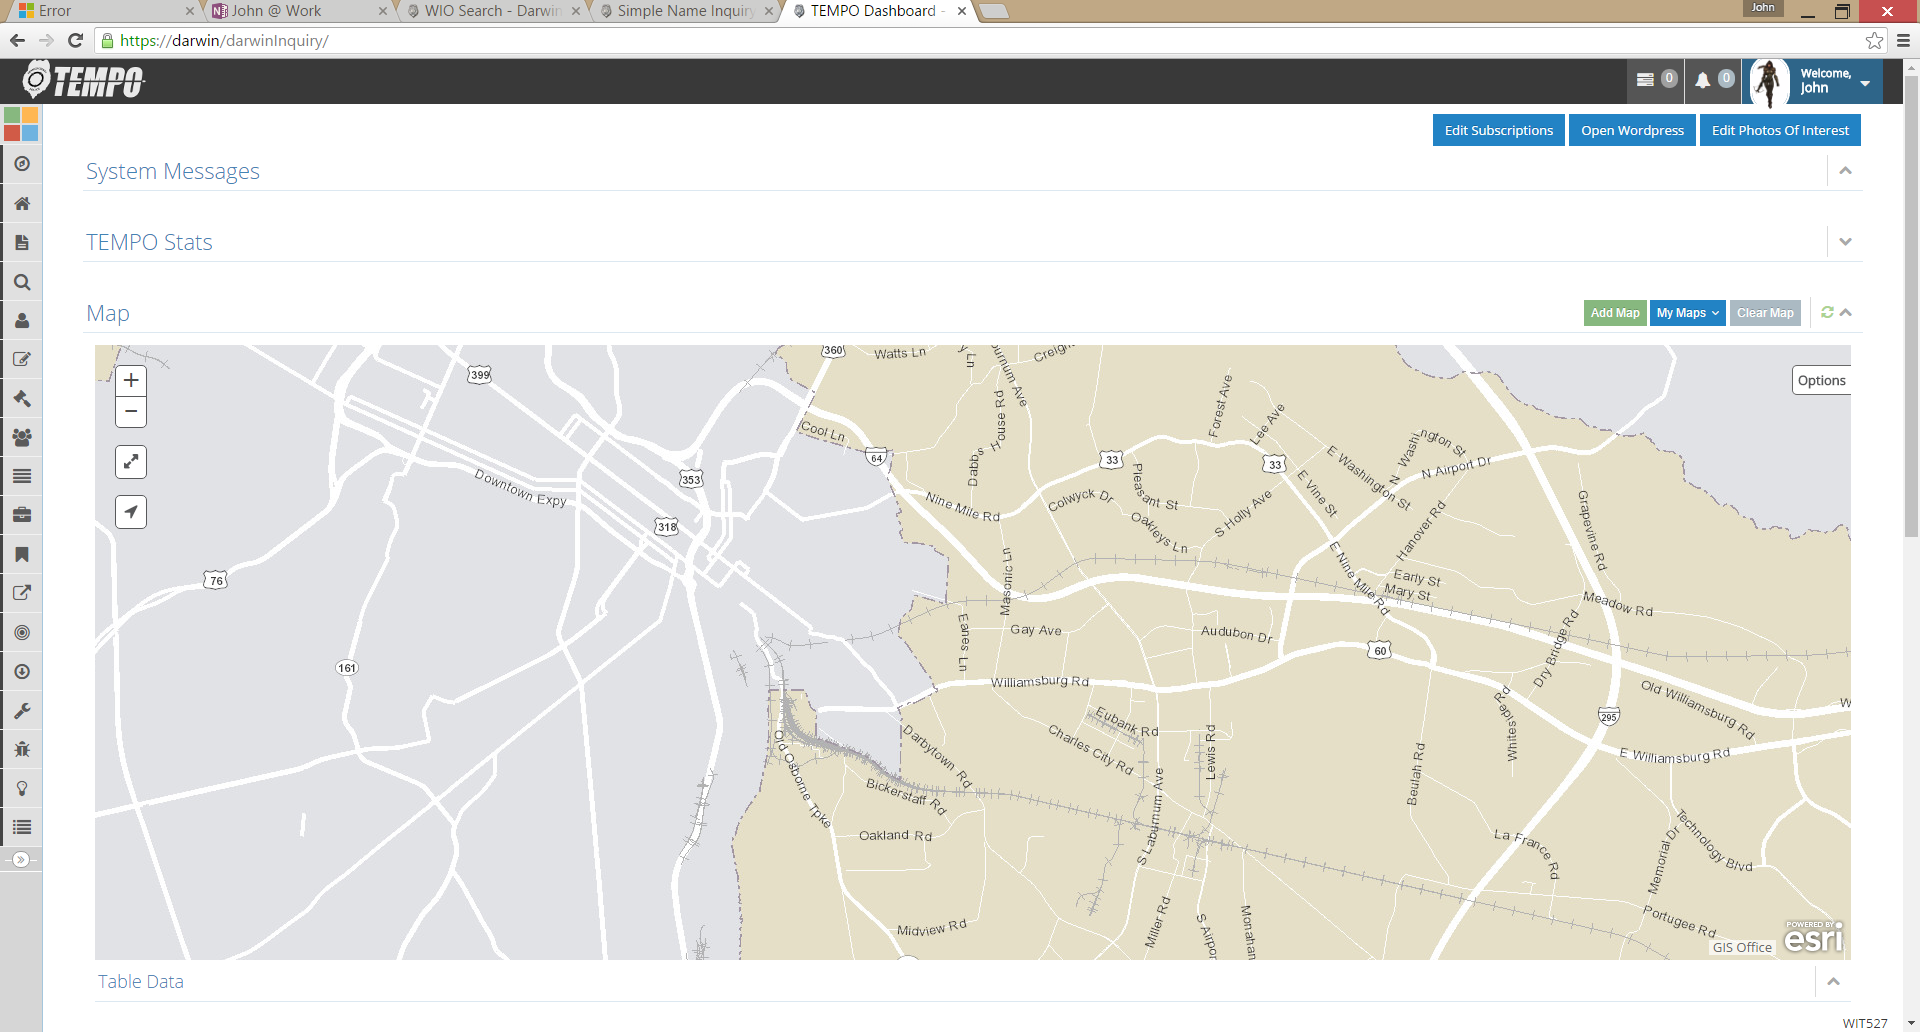 Error
John @ Work
WIO Search - Darwin
Simple Name Inquiry
TEMPO Dashboard -
John
https://darwin/darwinInquiry/
TEMPO
0
0
Welcome,
John
Edit Subscriptions
Open Wordpress
Edit Photos Of Interest
System Messages
TEMPO Stats
Map
Add Map
My Maps
Clear Map
Options
360
Watts Ln
y Ln
ournum Ave
Creigh
399
House Rd
Forest Ave
Lee Ave
Cool Ln
64
33
33
E Washington St
N Washi
ngton St
N Airport Dr
Dabbs
353
Downtown Expy
Nine Mile Rd
Colwyck Dr
Pleasant St
Oakleys Ln
S Holly Ave
E Vine St
Hanover Rd
Grapevine Rd
318
76
Masonic Ln
E Nine Mile Rd
Early St
Mary St
Meadow Rd
Eanes Ln
Gay Ave
Audubon Dr
60
Dry Bridge Rd
161
Williamsburg Rd
Old Williamsburg Rd
W
Whitesides Rd
295
Eubank Rd
Charles City Rd
Lewis Rd
Darbytown Rd
E Williamsburg Rd
Beulah Rd
Old Osborne Tpke
Bickerstaff Rd
S Laburnum Ave
Oakland Rd
La France Rd
Memorial Dr
Technology Blvd
Midview Rd
Miller Rd
S Airpor
Monahan
Portugee Rd
GIS Office
POWERED BY
esri
Table Data
WIT527